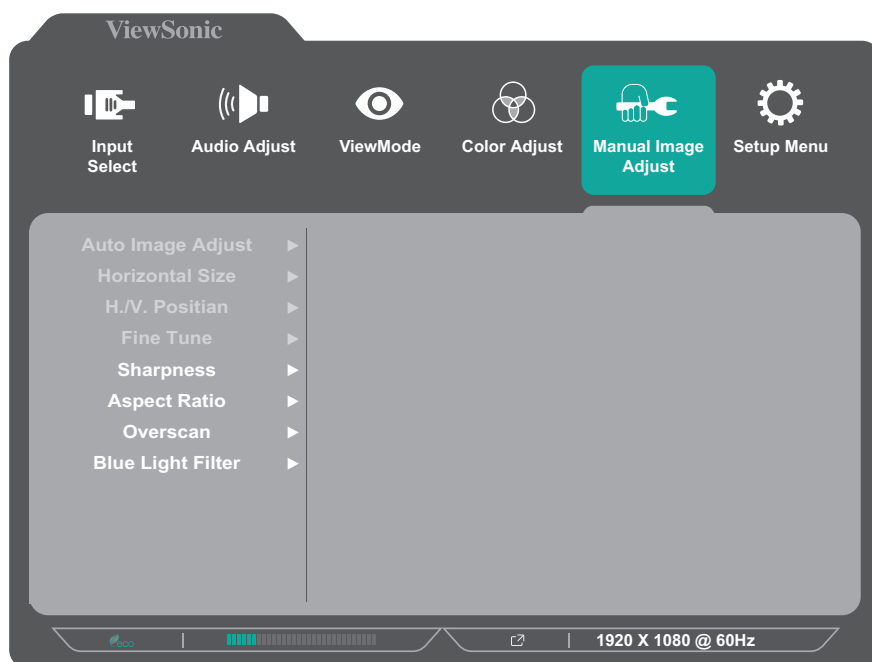 ViewSonic
Input
Select
Audio Adjust
ViewMode
Color Adjust
Manual Image
Adjust
Setup Menu
Auto Image Adjust
Horizontal Size
H./V. Positian
Fine Tune
Sharpness
Aspect Ratio
Overscan
Blue Light Filter
eco
1920 X 1080 @ 60Hz